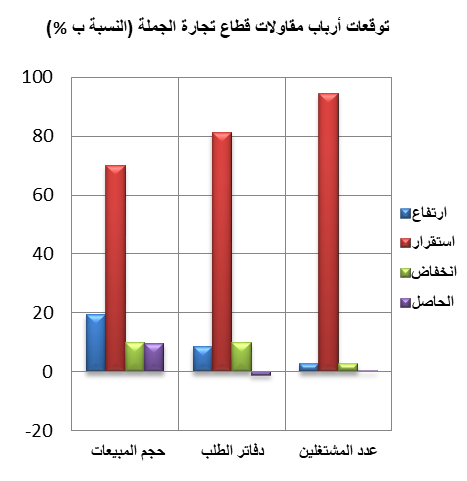 توقعات أرباب مقاولات قطاع تجارة الجملة (النسبة ب %)
100
80
60
40
20
0
-20
ارتفاع
استقرار
انخفاض
الحاصل
حجم المبيعات
دفاتر الطلب
عدد المشتغلين